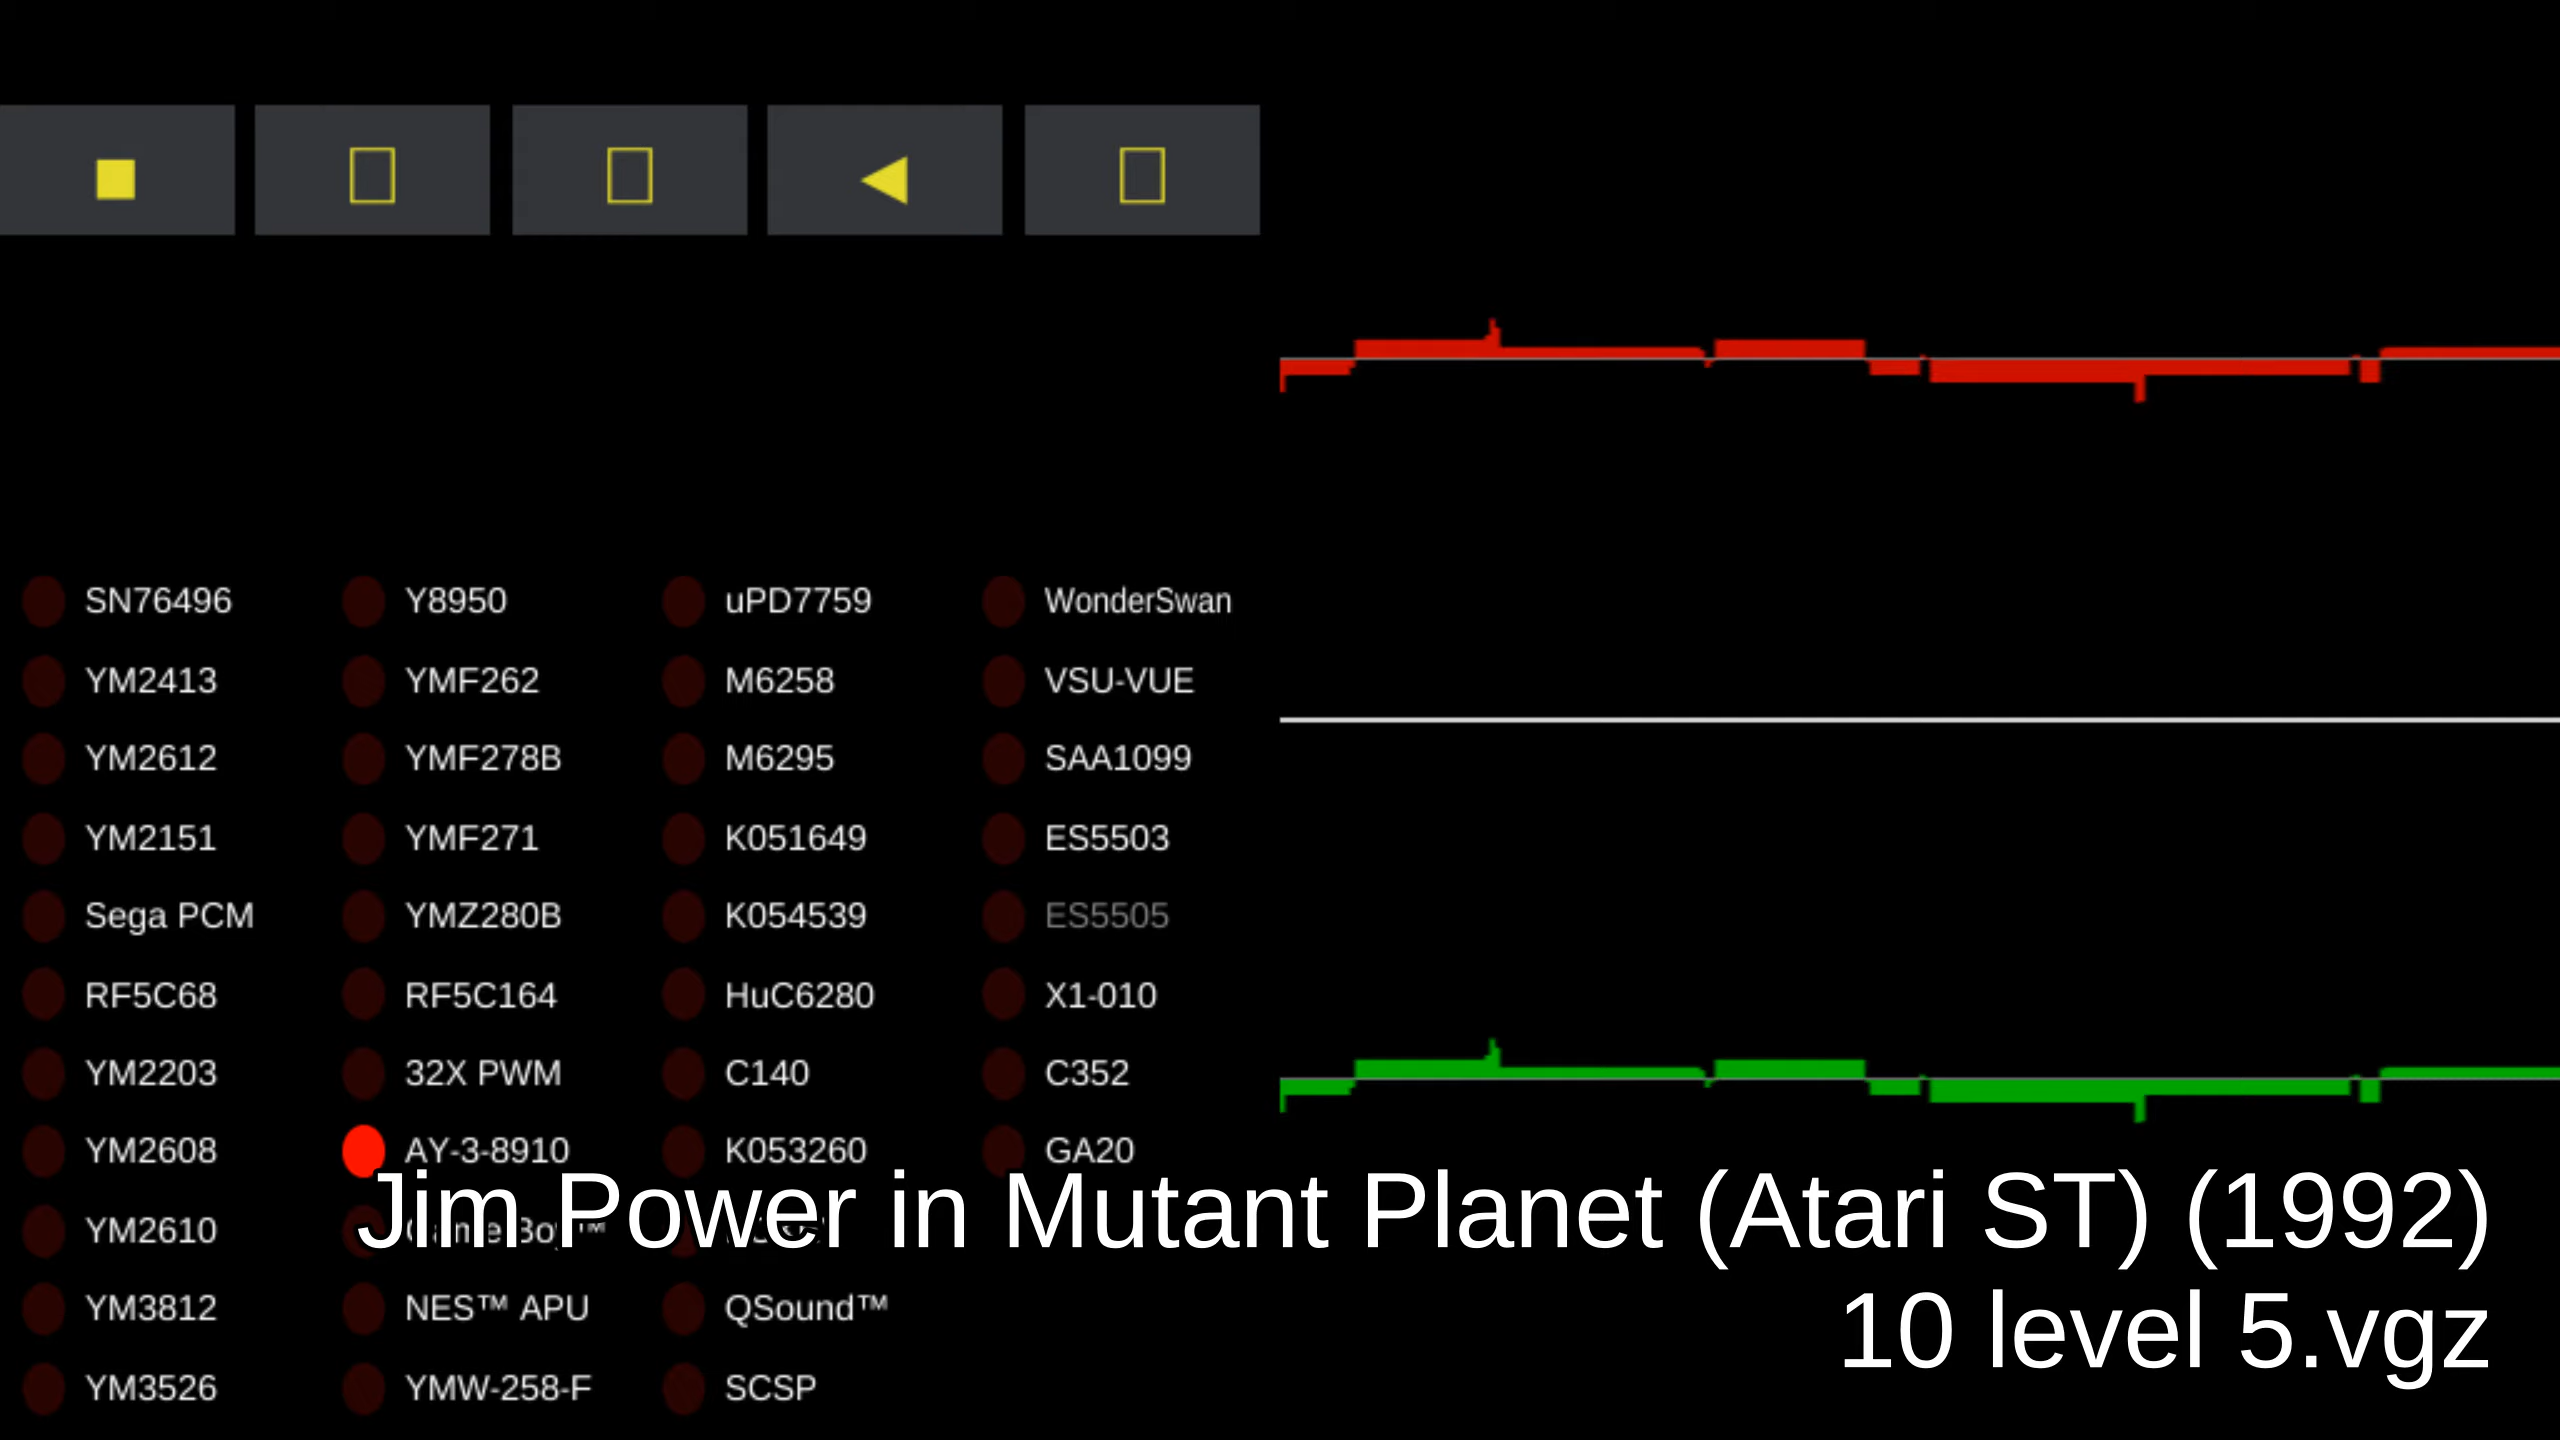 SN76496 Y8950 uPD7759 WonderSwan
YM2413 YMF262 M6258 VSU-VUE
YM2612 YMF278B M6295 SAA1099
YM2151 YMF271 K051649 ES5503
Sega PCM YMZ280B K054539 ES5505
RF5C68 RF5C164 HuC6280 X1-010
YM2203 32X PWM C140 C352
YM2608 AY-3-8910 K053260 GA20
Jim Power in Mutant Planet (Atari ST) (1992)
YM2610
YM3812 NES™ APU QSound™
10 level 5.vgz
YM3526 YMW-258-F SCSP